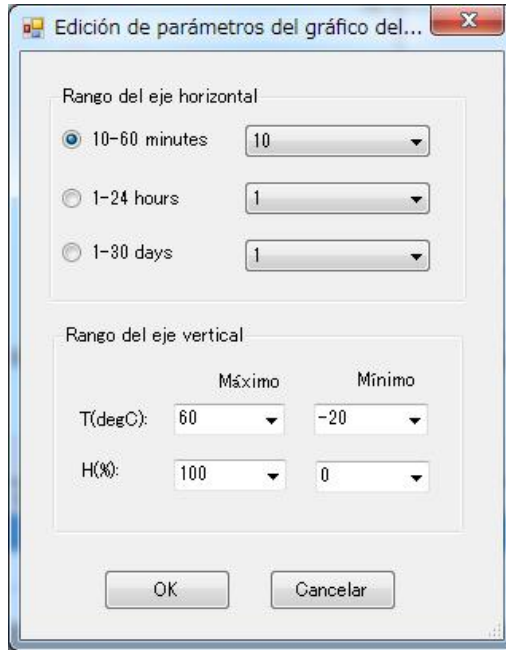 Edición de parámetros del gráfico del...
Rango del eje horizontal
10-60 minutes 10
1-24 hours 1
1-30 days 1
Rango del eje vertical
Máximo Mínimo
T(degC): 60 -20
H(%): 100 0
OK Cancelar